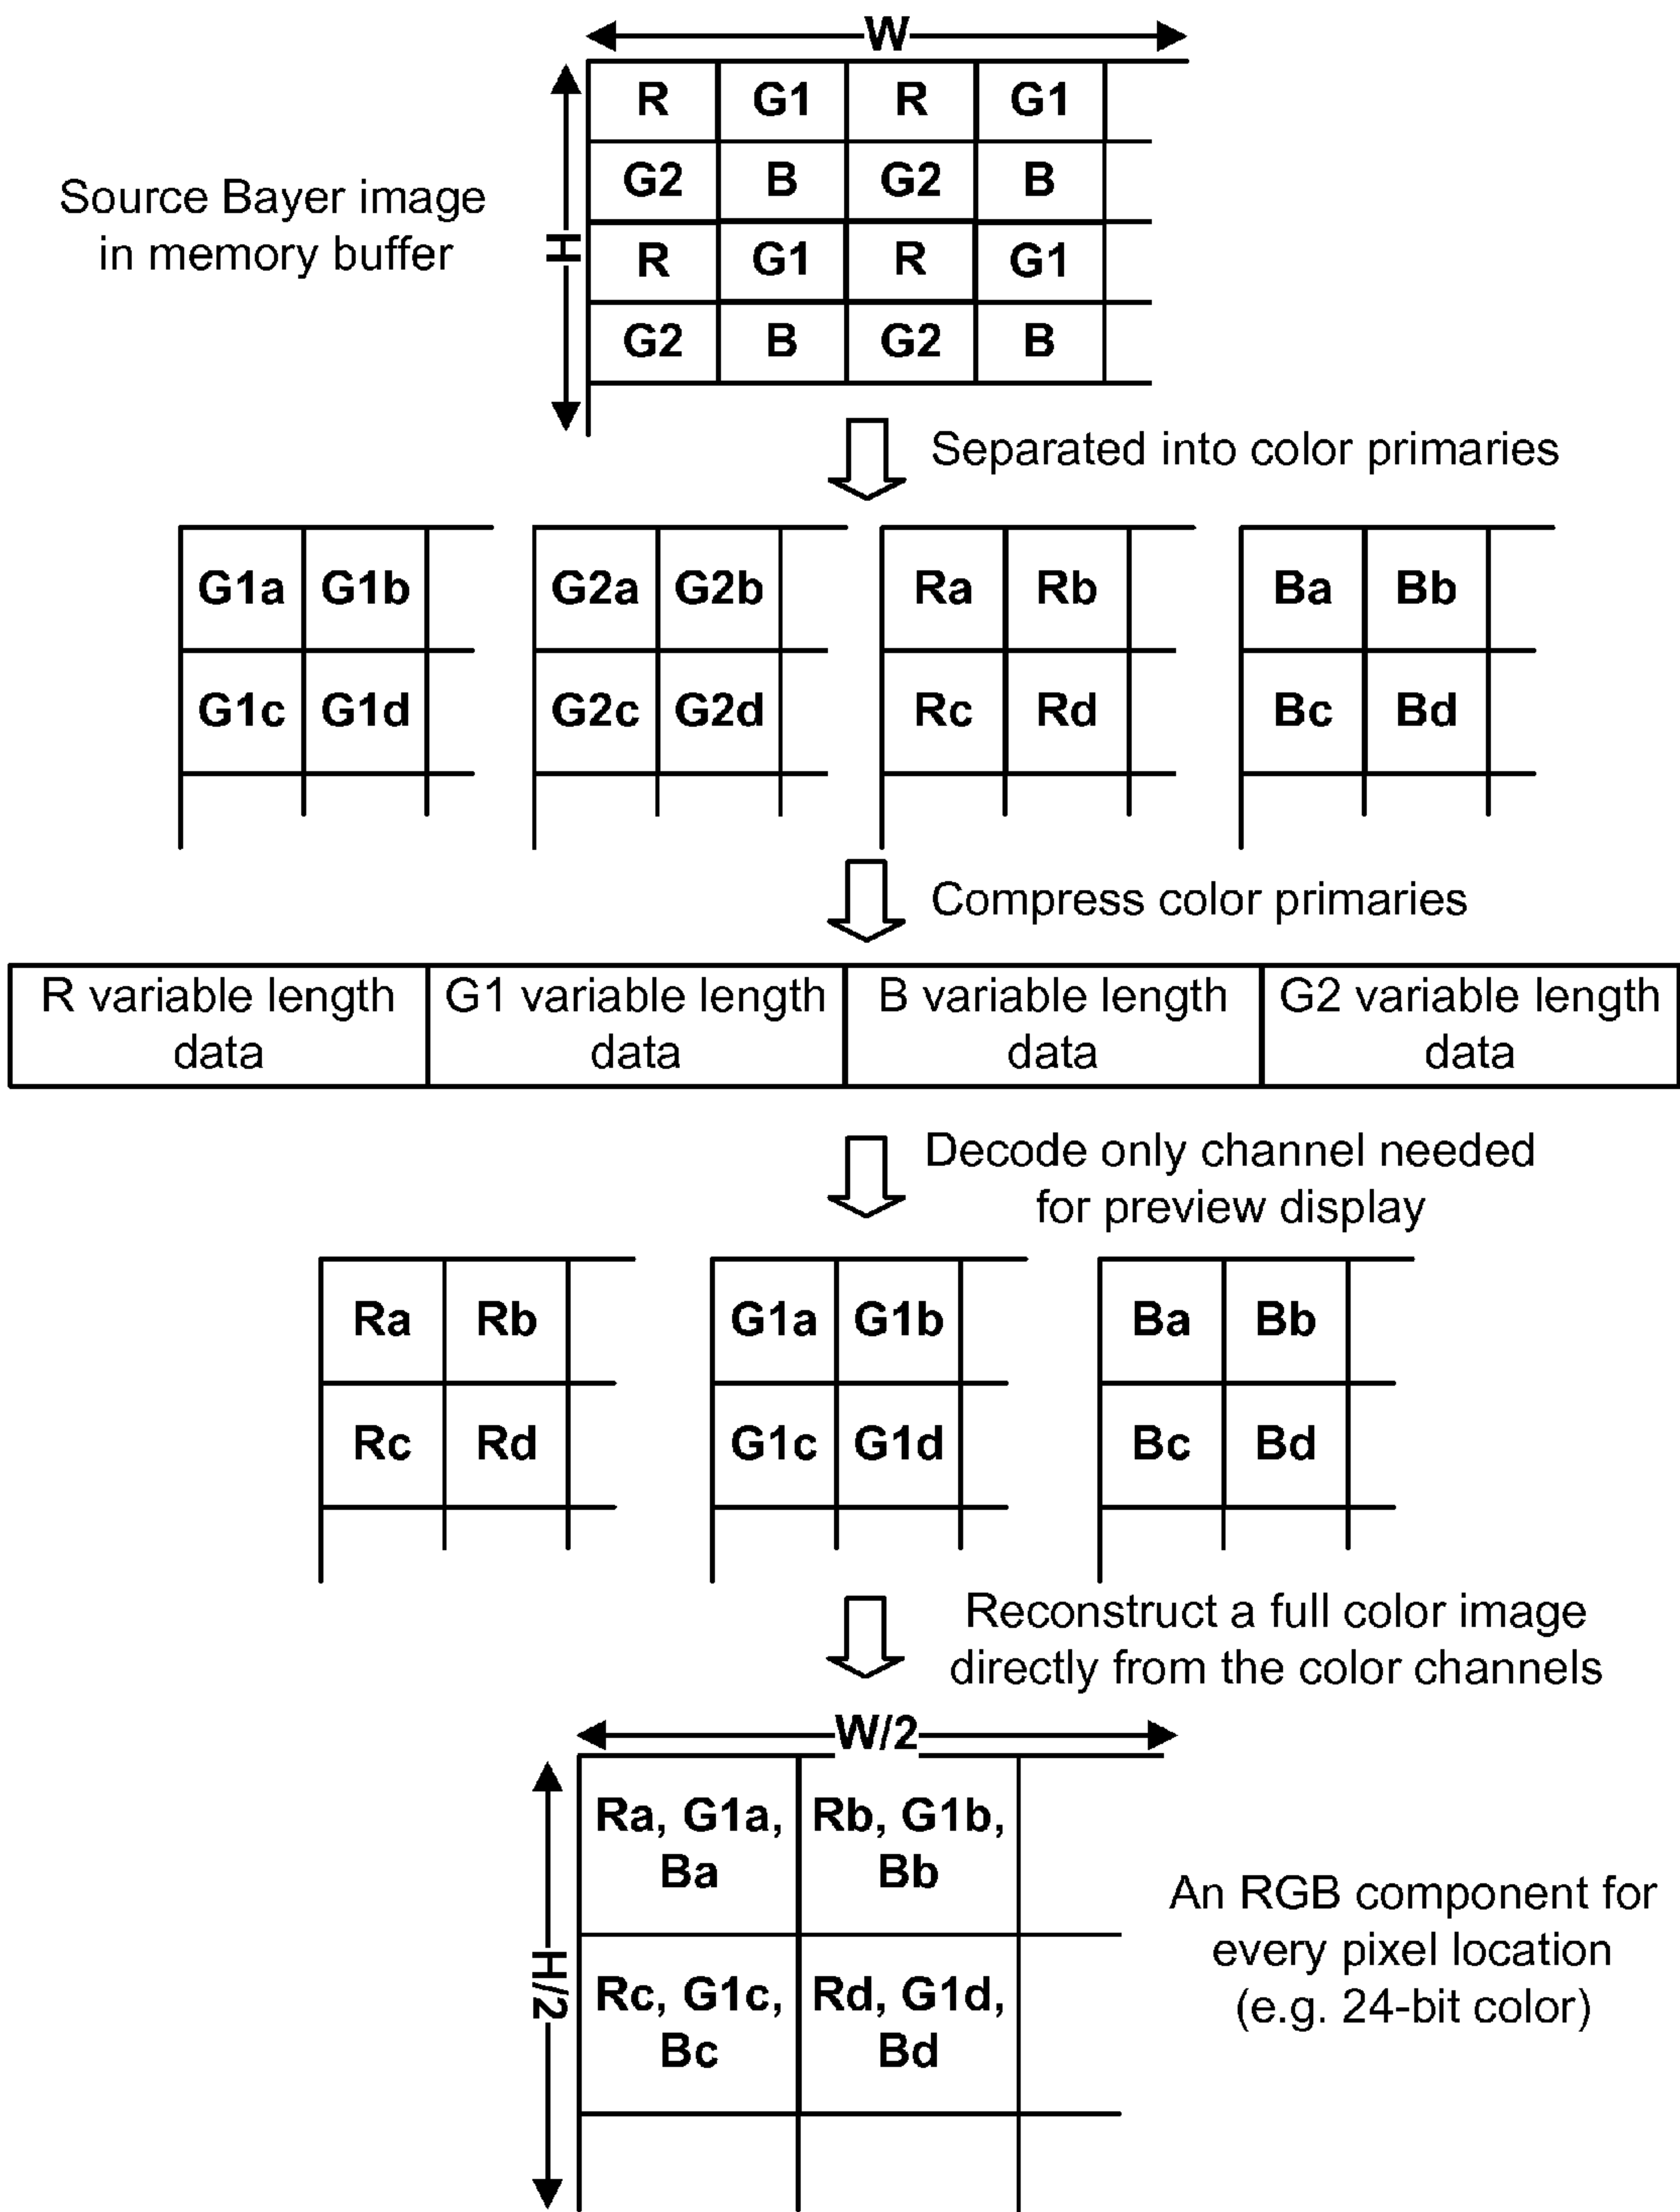 W
R G1 R G1
G2 B G2 B
Source Bayer image
in memory buffer
H
R G1 R G1
G2 B G2 B
Separated into color primaries
G1a G1b G2a G2b Ra Rb Ba Bb
G1c G1d G2c G2d Rc Rd Bc Bd
Compress color primaries
R variable length
data
G1 variable length
data
B variable length
data
G2 variable length
data
Decode only channel needed
for preview display
Ra Rb G1a G1b Ba Bb
Rc Rd G1c G1d Bc Bd
Reconstruct a full color image
directly from the color channels
W/2
H/2
Ra, G1a,
Ba
Rb, G1b,
Bb
Rc, G1c,
Bc
Rd, G1d,
Bd
An RGB component for
every pixel location
(e.g. 24-bit color)